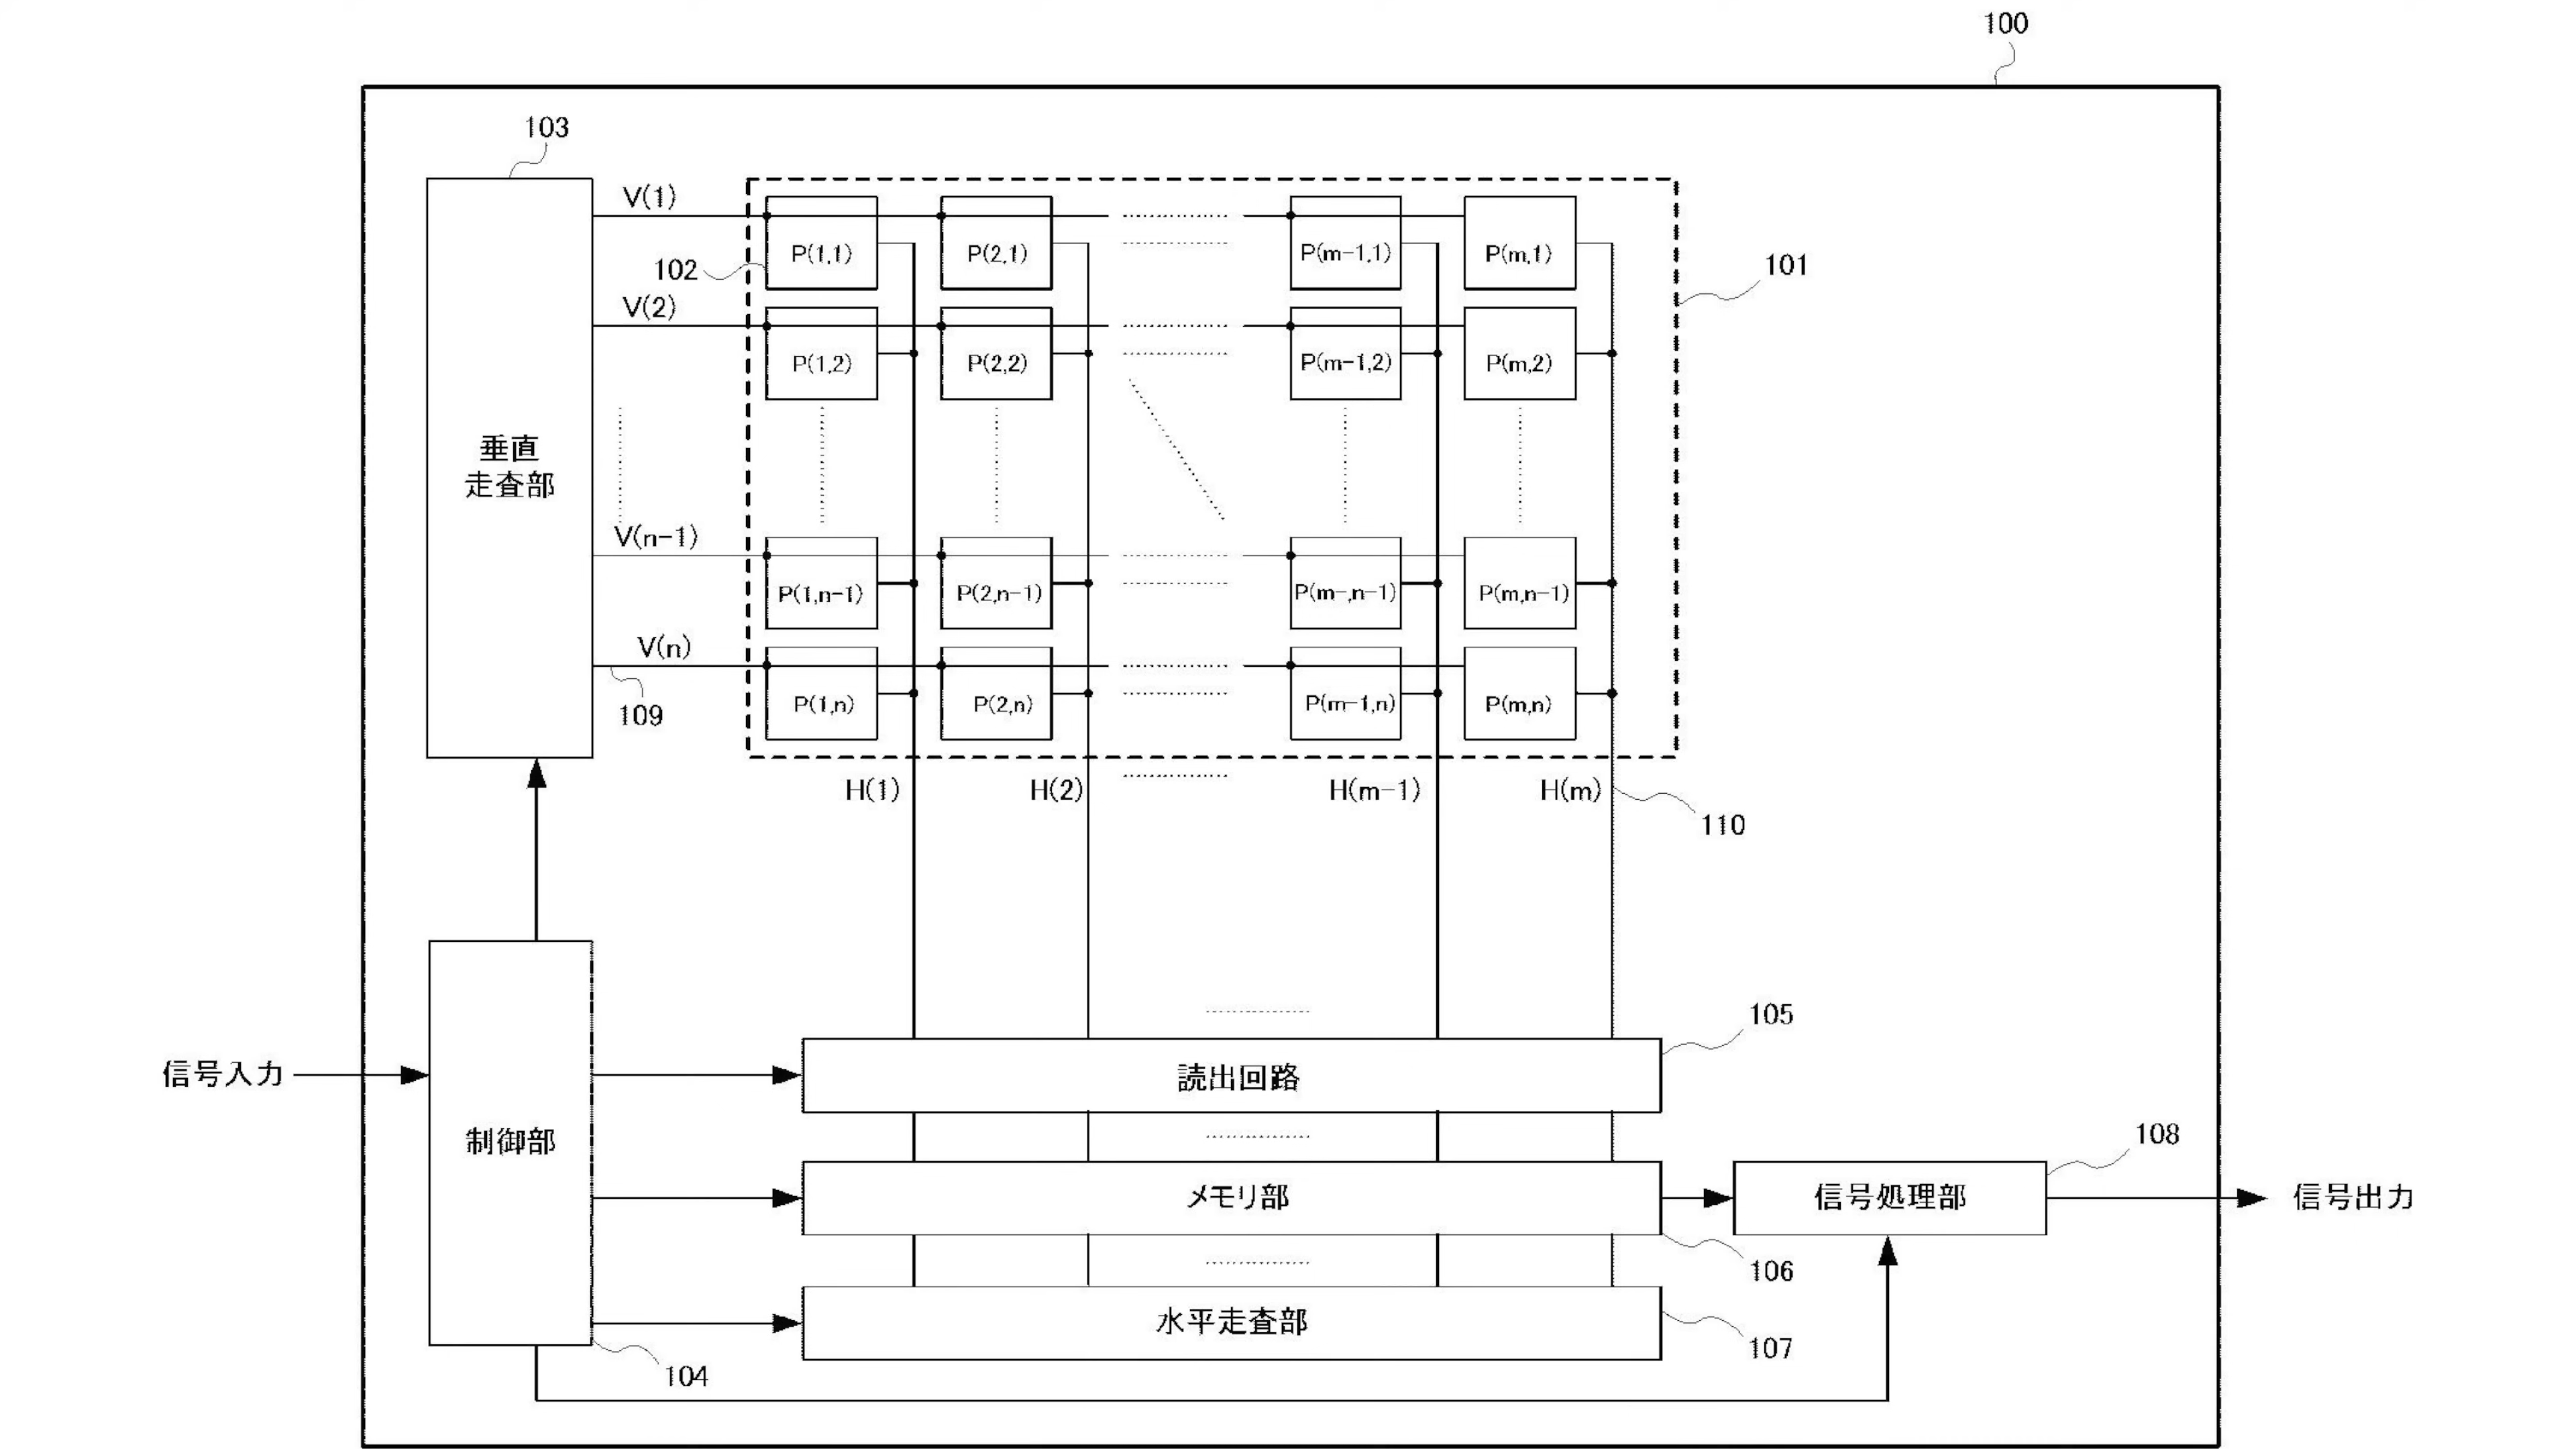 100
103
V(1)
P(1,1)
P(2,1)
P(m-1,1)
P(m,1)
101
102
V(2)
P(1,2)
P(2,2)
P(m-1,2)
P(m,2)
垂直
走査部
V(n-1)
P(1,n-1)
P(2,n-1)
P(m-,n-1)
P(m,n-1)
V(n)
P(1,n)
P(2,n)
P(m-1,n)
P(m,n)
109
H(1)
H(2)
H(m-1)
H(m)
110
105
信号入力
読出回路
制御部
108
メモリ部
信号処理部
信号出力
106
水平走査部
107
104